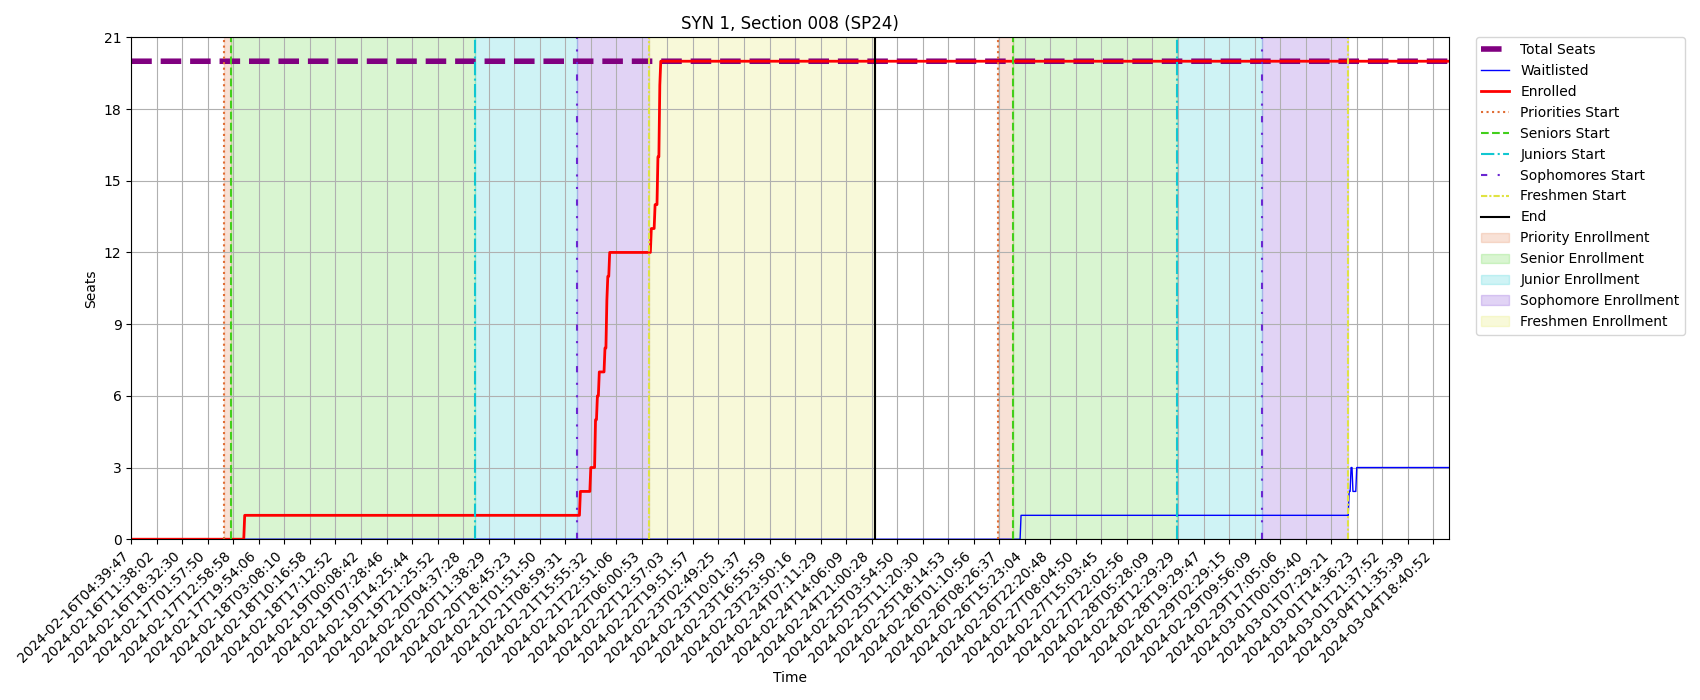 SYN 1, Section 008 (SP24)
21
18
15
12
9
6
3
0
Seats
2024-02-16T04:39:47
2024-02-16T11:38:02
2024-02-16T18:32:30
2024-02-17T01:57:50
2024-02-17T12:58:58
2024-02-17T19:54:06
2024-02-18T03:08:10
2024-02-18T10:16:58
2024-02-18T17:12:52
2024-02-19T00:08:42
2024-02-19T07:28:46
2024-02-19T14:25:44
2024-02-19T21:25:52
2024-02-20T04:37:28
2024-02-20T11:38:29
2024-02-20T18:45:23
2024-02-21T01:51:50
2024-02-21T08:59:31
2024-02-21T15:55:32
2024-02-21T22:51:06
2024-02-22T06:00:53
2024-02-22T12:57:03
2024-02-22T19:51:57
2024-02-23T02:49:25
2024-02-23T10:01:37
2024-02-23T16:55:59
2024-02-23T23:50:16
2024-02-24T07:11:29
2024-02-24T14:06:09
2024-02-24T21:00:28
2024-02-25T03:54:50
2024-02-25T11:20:30
2024-02-25T18:14:53
2024-02-26T01:10:56
2024-02-26T08:26:37
2024-02-26T15:23:04
2024-02-26T22:20:48
2024-02-27T08:04:50
2024-02-27T15:03:45
2024-02-27T22:02:56
2024-02-28T05:28:09
2024-02-28T12:29:29
2024-02-28T19:29:47
2024-02-29T02:29:15
2024-02-29T09:56:09
2024-02-29T17:05:06
2024-03-01T00:05:40
2024-03-01T07:29:21
2024-03-01T14:36:23
2024-03-01T21:37:52
2024-03-04T11:35:39
2024-03-04T18:40:52
Time
Total Seats
Waitlisted
Enrolled
Priorities Start
Seniors Start
Juniors Start
Sophomores Start
Freshmen Start
End
Priority Enrollment
Senior Enrollment
Junior Enrollment
Sophomore Enrollment
Freshmen Enrollment